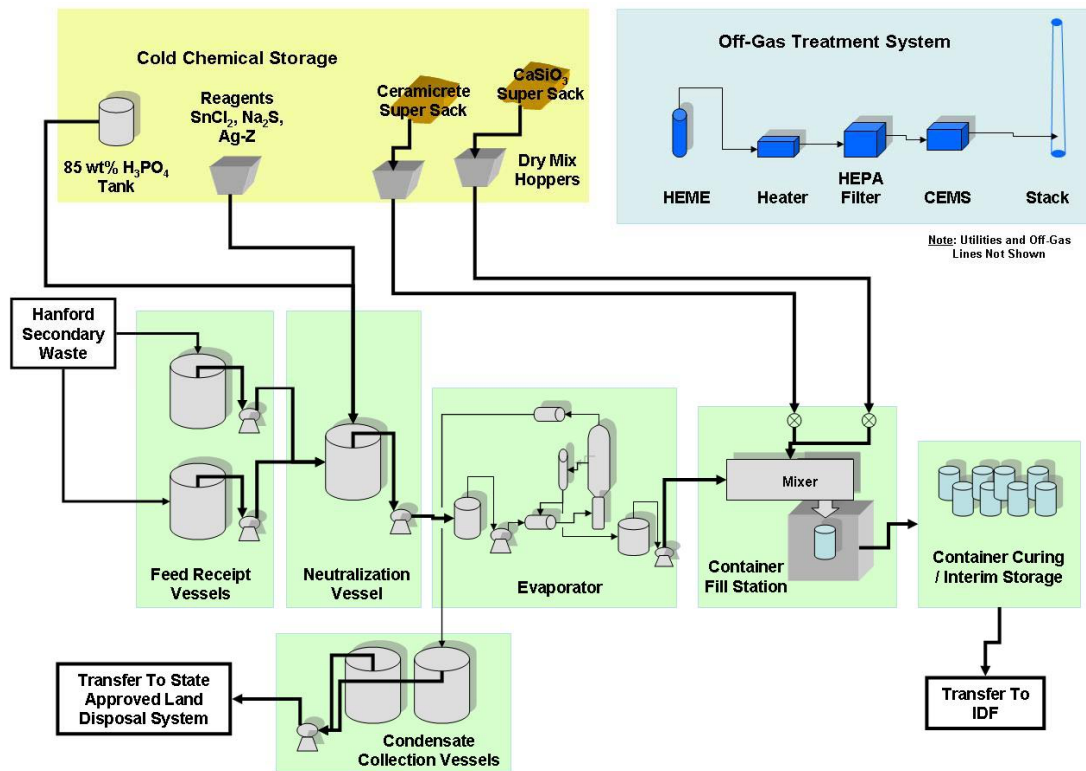 Cold Chemical Storage
85 wt% H₃PO₄
Tank
Reagents
SnCl₂, Na₂S,
Ag-Z
Ceramicrete
Super Sack
CaSiO₃
Super Sack
Dry Mix
Hoppers
Off-Gas Treatment System
HEME
Heater
HEPA
Filter
CEMS
Stack
Note: Utilities and Off-Gas
Lines Not Shown
Hanford
Secondary
Waste
Feed Receipt
Vessels
Neutralization
Vessel
Evaporator
Mixer
Container
Fill Station
Container Curing
/ Interim Storage
Transfer To State
Approved Land
Disposal System
Condensate
Collection Vessels
Transfer To
IDF